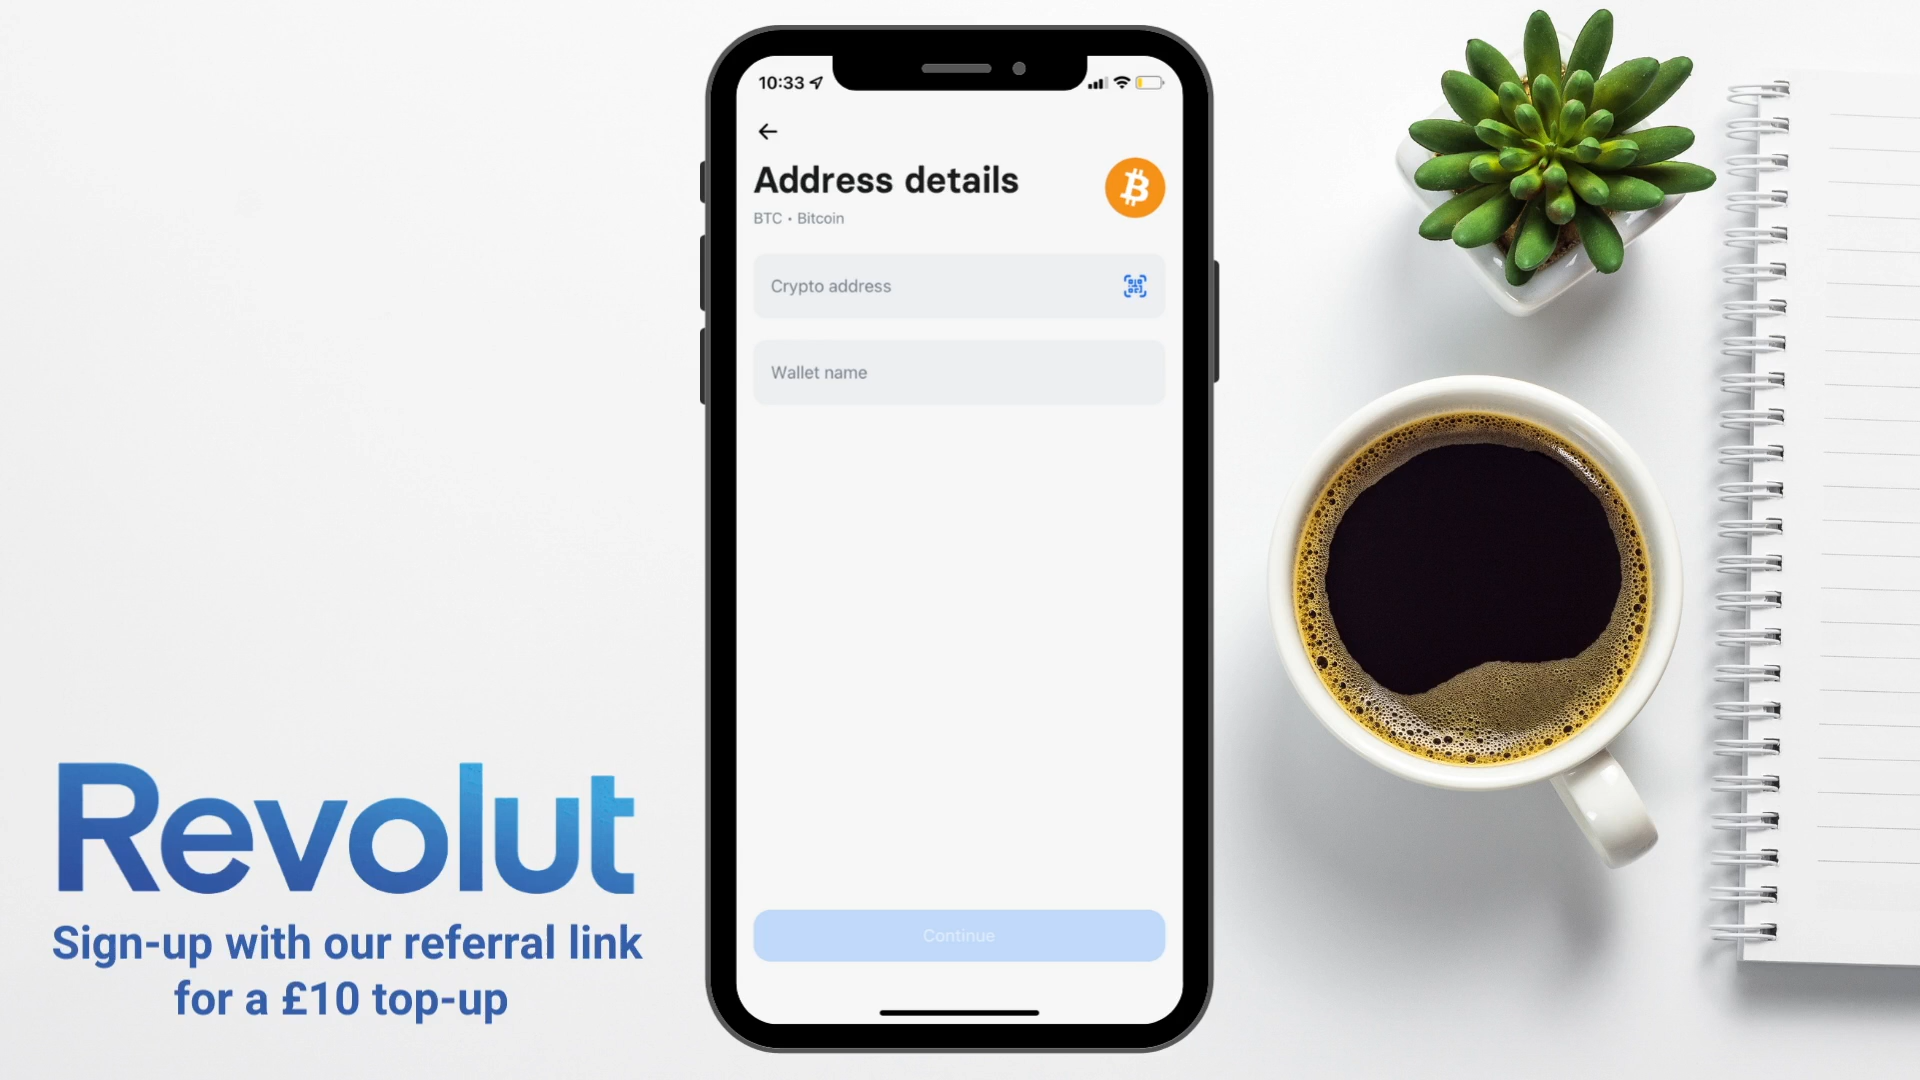 10:33
Address details
BTC • Bitcoin
Crypto address
Wallet name
Continue
Revolut
Sign-up with our referral link
for a £10 top-up